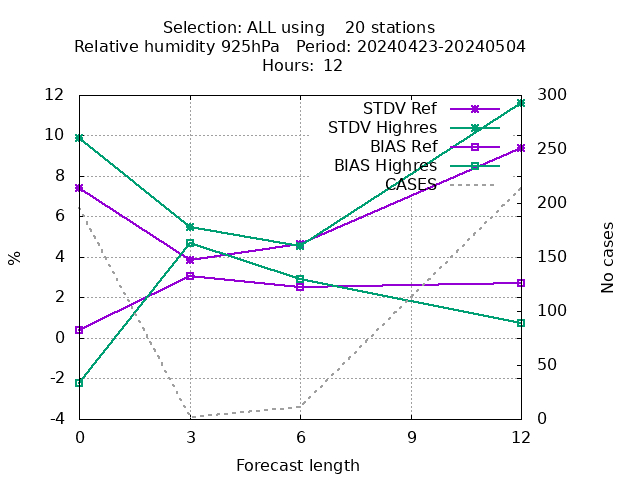 Selection: ALL using    20 stations
Relative humidity 925hPa   Period: 20240423-20240504
Hours:  12
STDV Ref
STDV Highres
BIAS Ref
BIAS Highres
CASES
12
10
8
6
4
2
0
-2
-4
%
300
250
200
150
100
50
0
No cases
0 3 6 9 12
Forecast length